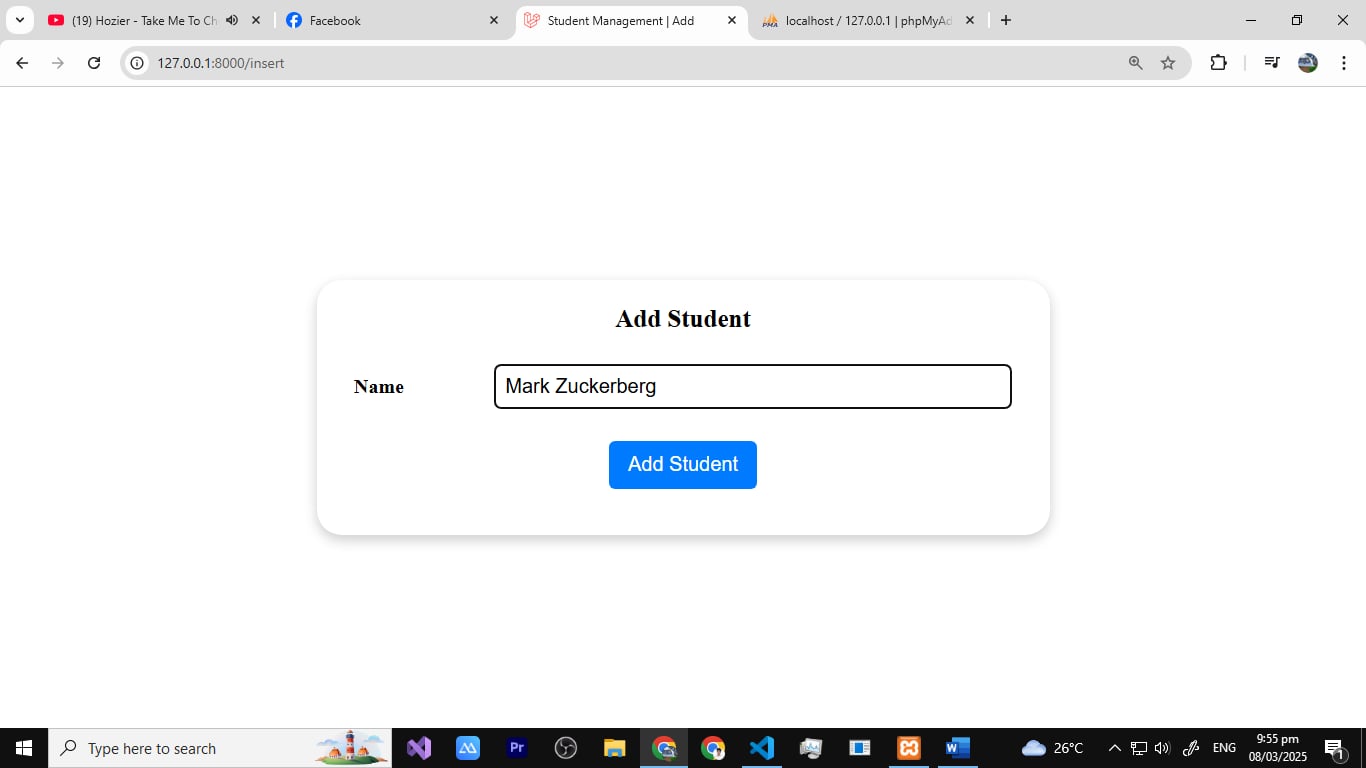 (19) Hozier - Take Me To Ch
Facebook
Student Management | Add
PMA
localhost / 127.0.0.1 | phpMyAd
127.0.0.1:8000/insert
Add Student
Name
Mark Zuckerberg
Add Student
Type here to search
Pr
W
26°C
ENG
9:55 pm
08/03/2025
1